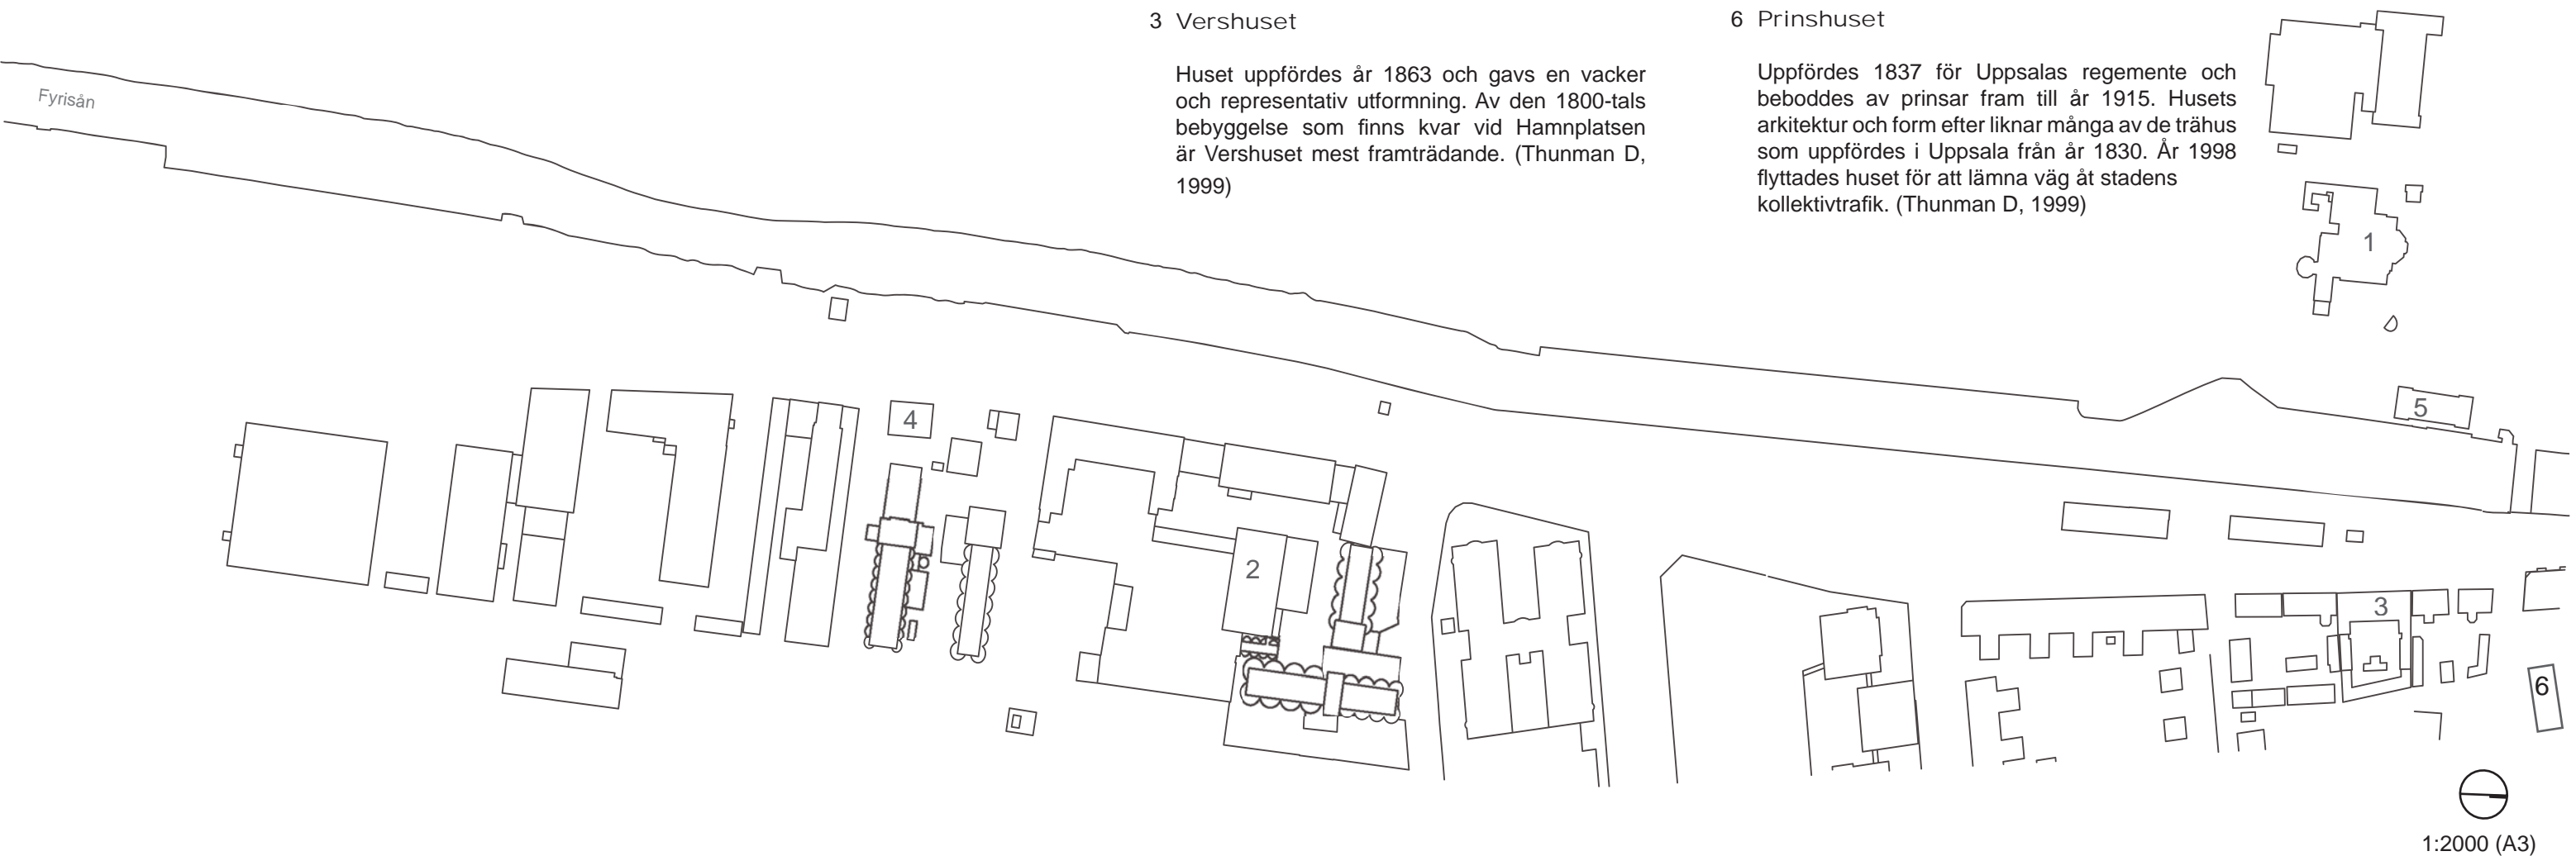 3 Vershuset
Huset uppfördes år 1863 och gavs en vacker
och representativ utformning. Av den 1800-tals
bebyggelse som finns kvar vid Hamnplatsen
är Vershuset mest framträdande. (Thunman D,
1999)
6 Prinshuset
Uppfördes 1837 för Uppsalas regemente och
beboddes av prinsar fram till år 1915. Husets
arkitektur och form efter liknar många av de trähus
som uppfördes i Uppsala från år 1830. År 1998
flyttades huset för att lämna väg åt stadens
kollektivtrafik. (Thunman D, 1999)
Fyrisån
1
5
4
2
3
6
1:2000 (A3)